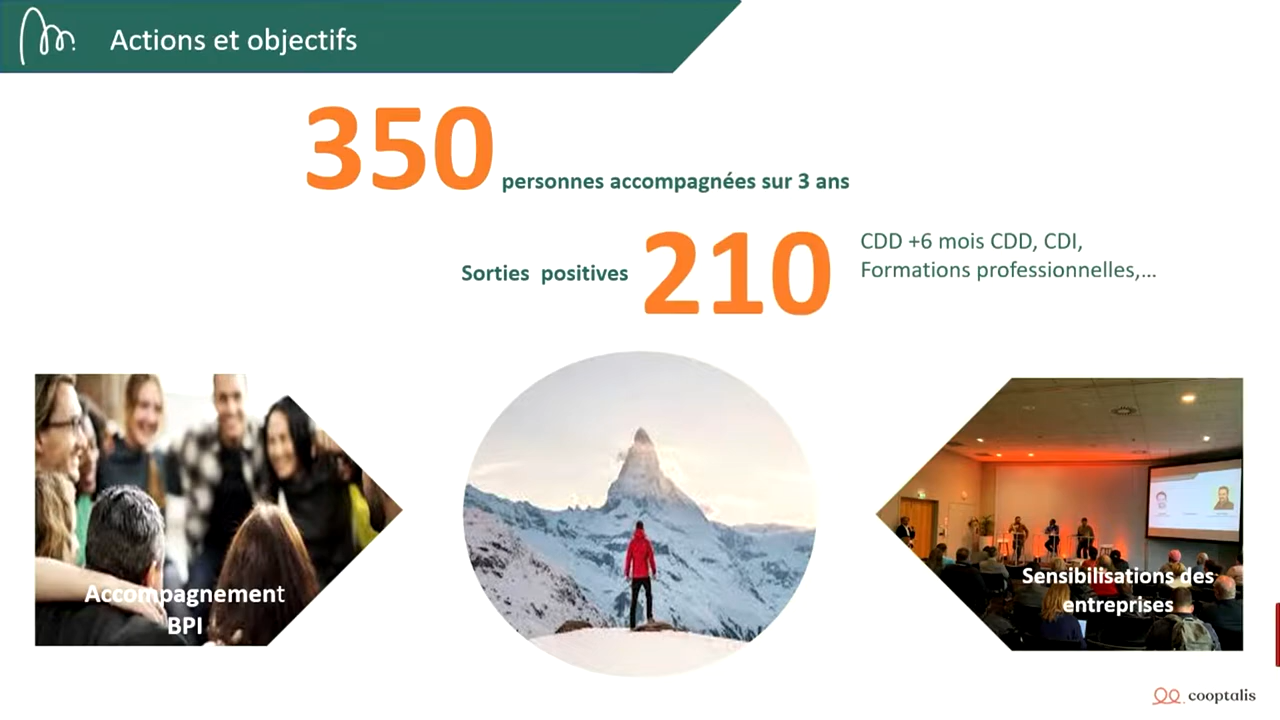 Actions et objectifs
350 personnes accompagnées sur 3 ans
Sorties positives 210
CDD +6 mois CDD, CDI,
Formations professionnelles,...
Accompagnement
BPI
Sensibilisations des
entreprises
cooptalis